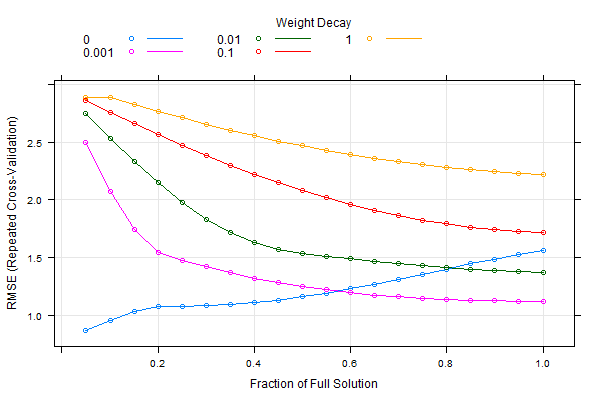 Weight Decay
0 0.01 1
0.001 0.1
RMSE (Repeated Cross-Validation)
2.5
2.0
1.5
1.0
0.2 0.4 0.6 0.8 1.0
Fraction of Full Solution